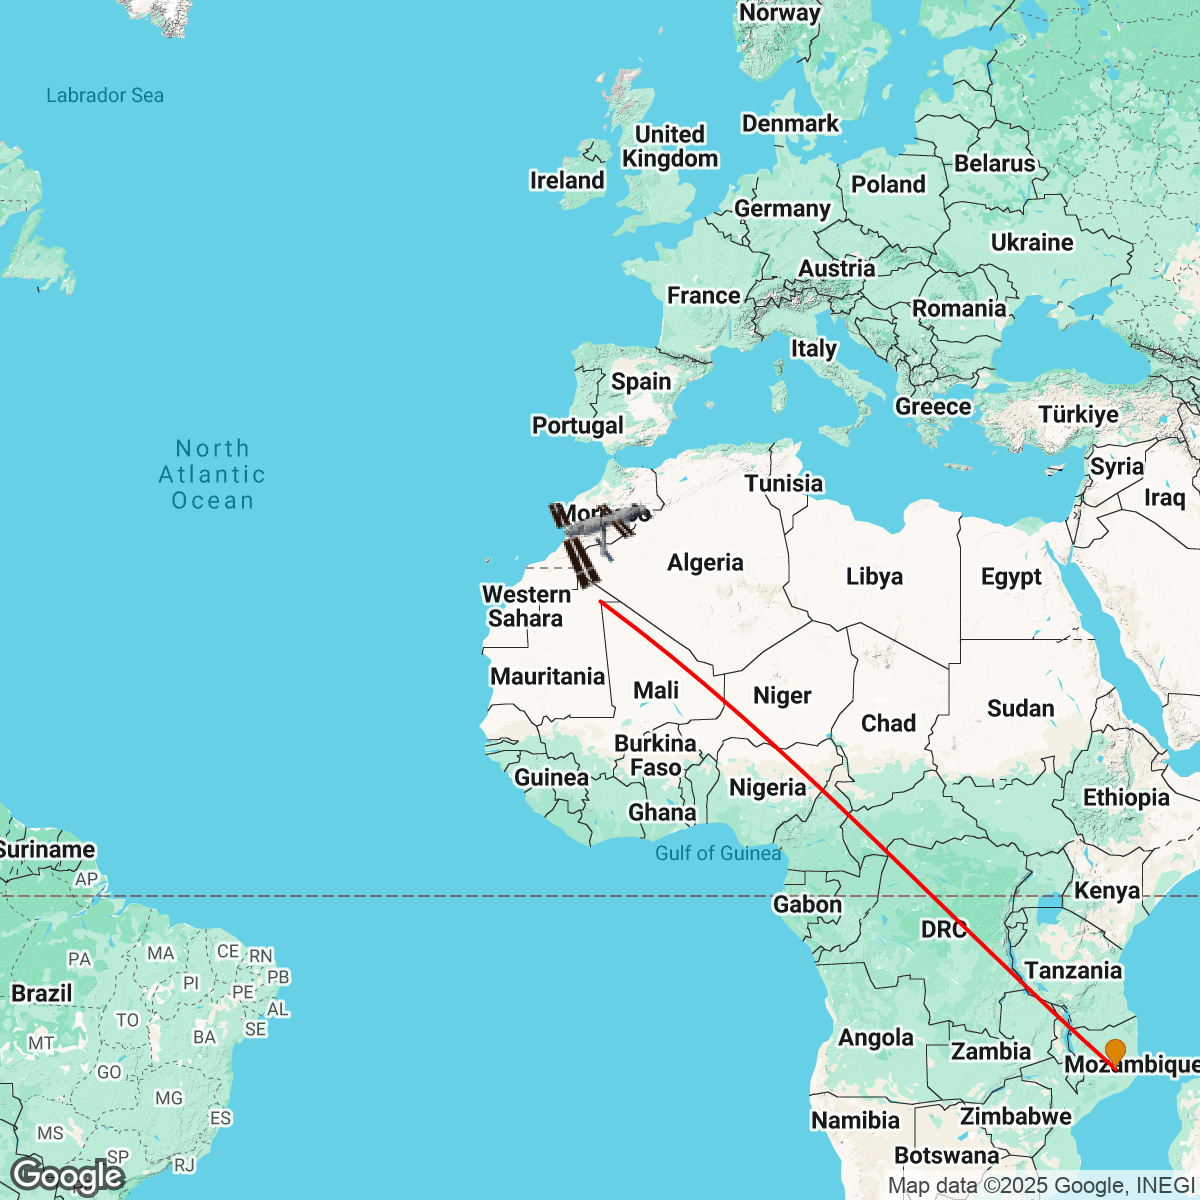 Norway
Labrador Sea
Denmark
United
Kingdom
Belarus
Ireland
Poland
Germany
Ukraine
Austria
France
Romania
Italy
Spain
Greece
Türkiye
Portugal
North
Atlantic
Ocean
Syria
Tunisia
Iraq
Algeria
Libya
Egypt
Western
Sahara
Mauritania
Mali
Niger
Sudan
Chad
Burkina
Faso
Guinea
Nigeria
Ethiopia
Ghana
Suriname
Gulf of Guinea
AP
Kenya
Gabon
DRC
PA
MA
CE
RN
PB
PI
PE
Tanzania
Brazil
AL
TO
SE
BA
MT
Angola
Zambia
Mozambique
GO
MG
ES
Namibia
Zimbabwe
MS
SP
RJ
Botswana
Google
Map data ©2025 Google, INEGI